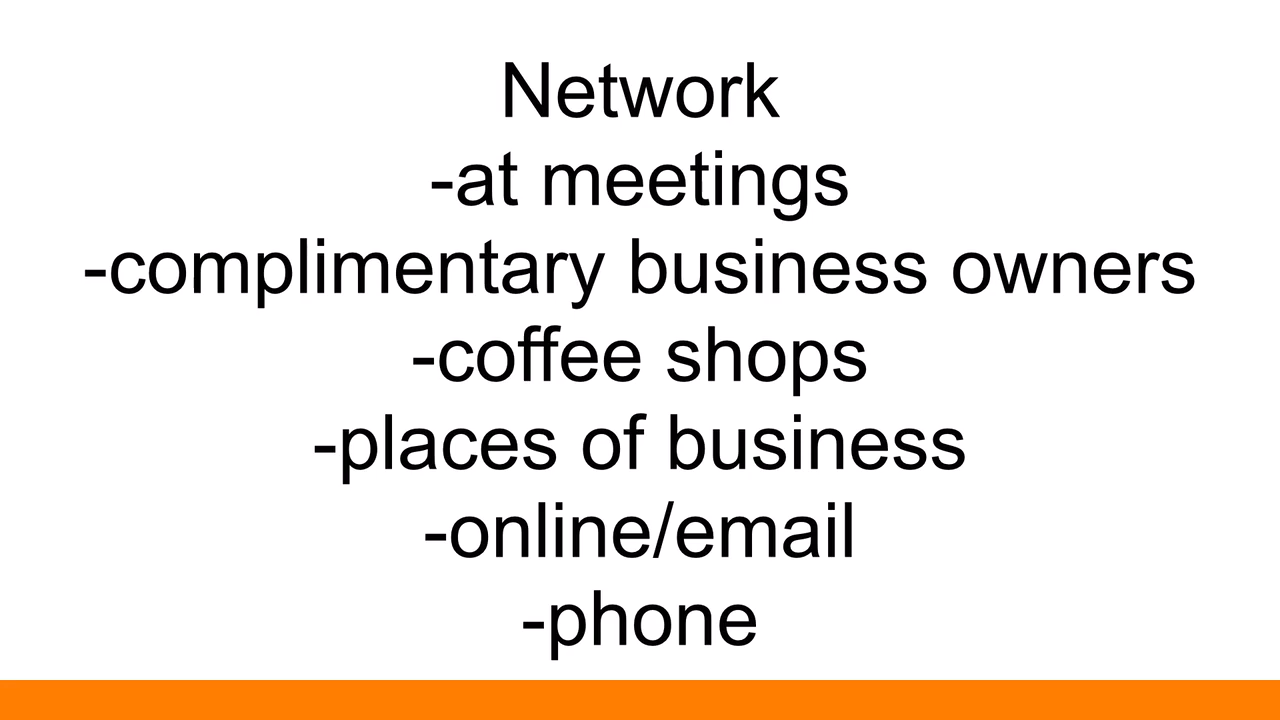 Network
-at meetings
-complimentary business owners
-coffee shops
-places of business
-online/email
-phone